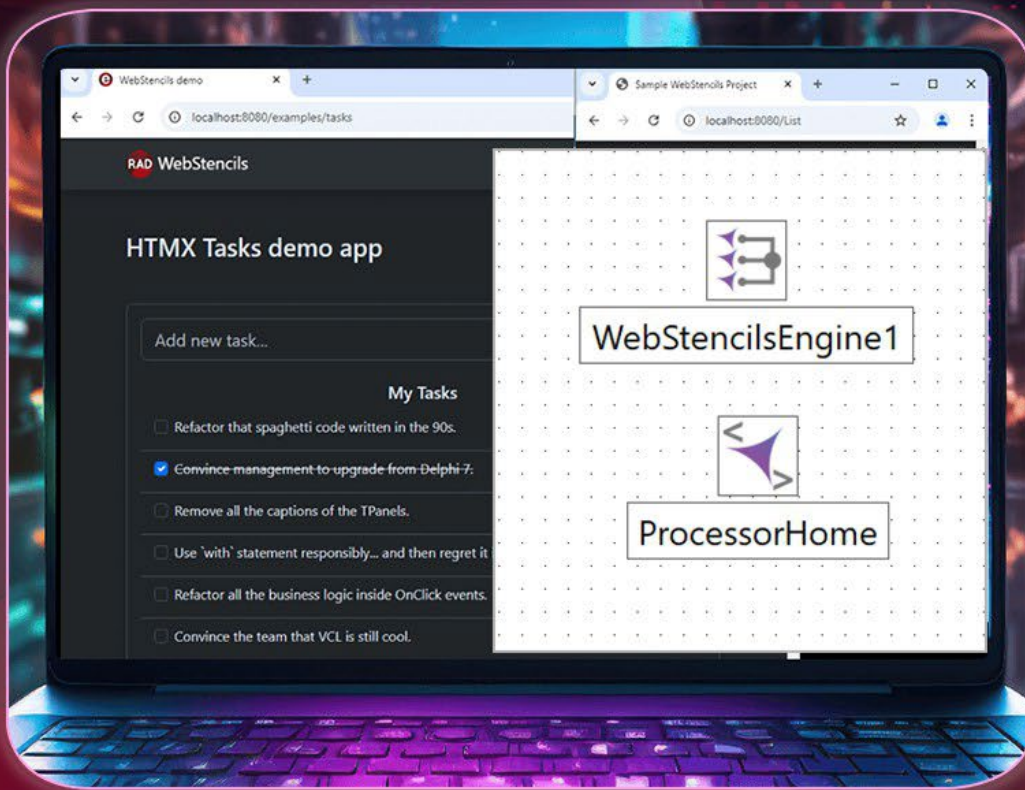 WebStencils demo
localhost:8080/examples/tasks
Sample WebStencils Project
localhost:8080/List
RAD WebStencils
HTMX Tasks demo app
Add new task...
My Tasks
Refactor that spaghetti code written in the 90s.
Convince management to upgrade from Delphi 7.
Remove all the captions of the TPanels.
Use `with` statement responsibly... and then regret it
Refactor all the business logic inside OnClick events.
Convince the team that VCL is still cool.
WebStencilsEngine1
ProcessorHome